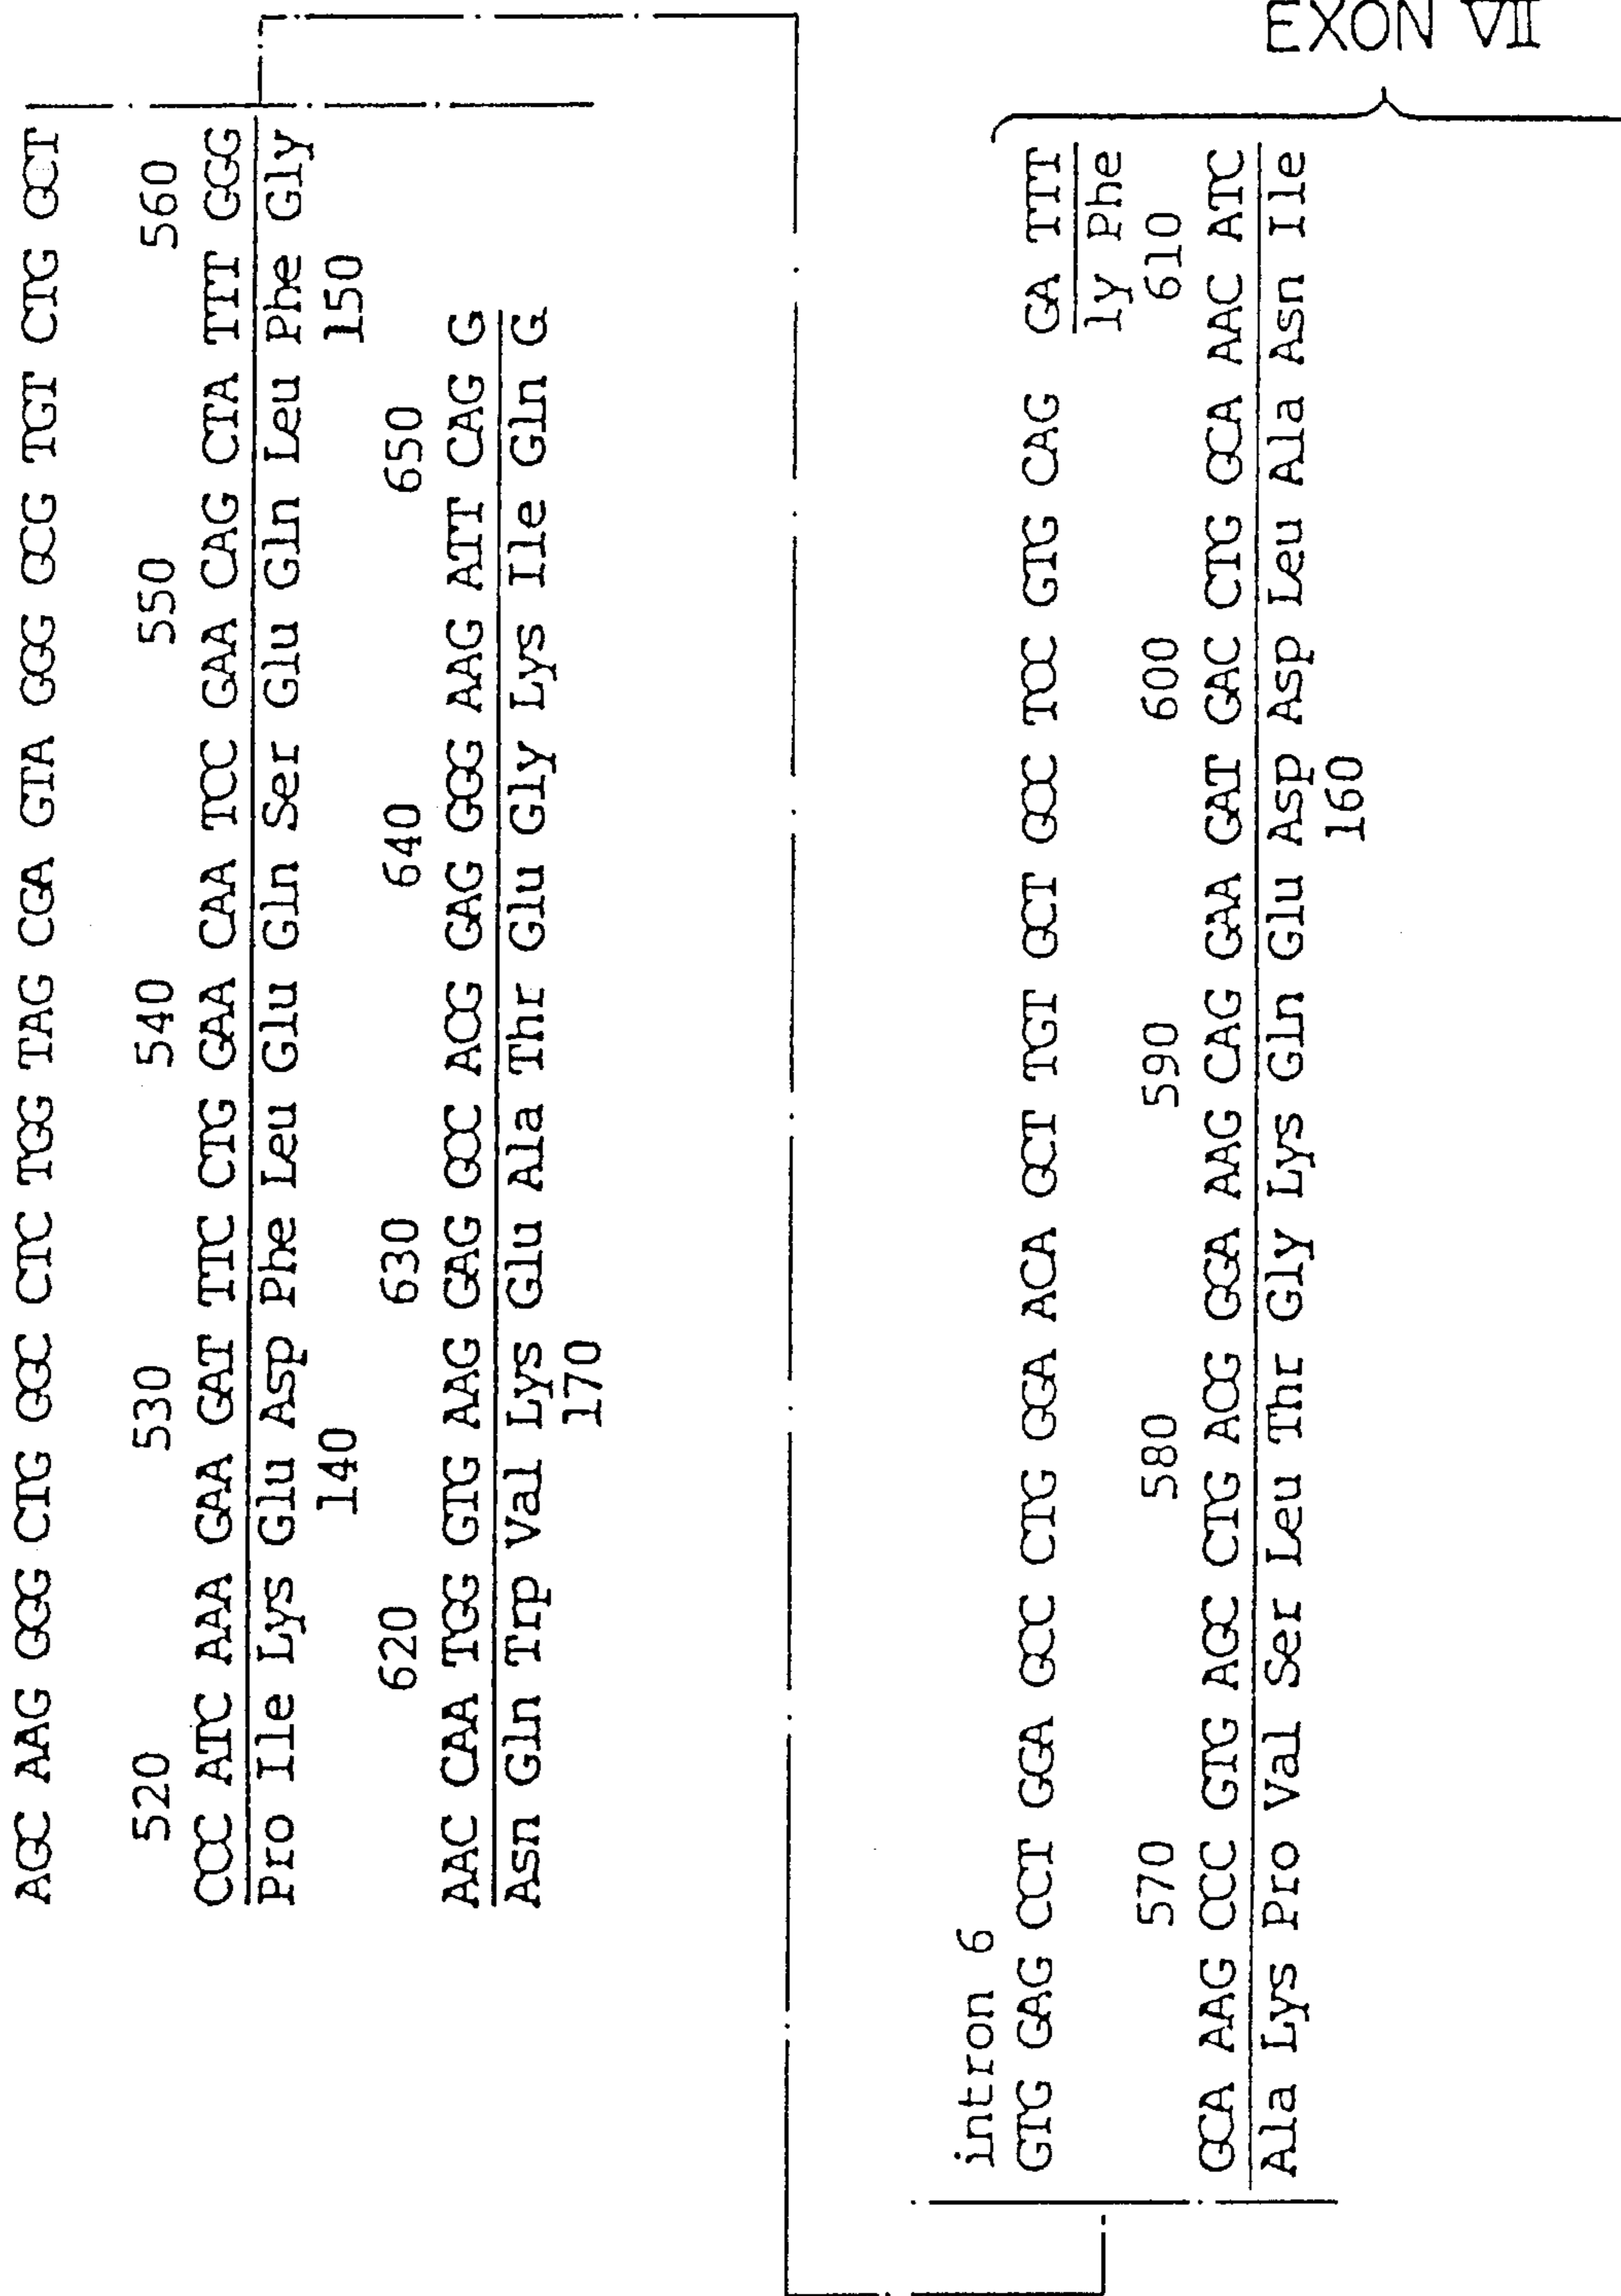 AGC AAG GGG CTG GGC CTC TGG TAG CGA GTA GGG GCG TGT CTG GCT
520 530 540 550 560
CCC ATC AAA GAA GAT TTC CTG GAA CAA TCC GAA CAG CTA TTT GGG
Pro Ile Lys Glu Asp Phe Leu Glu Gln Ser Glu Gln Leu Phe Gly
140 150
620 630 640 650
AAC CAA TGG GTG AAG GAG GCC ACG GAG GGG AAG ATT CAG G
Asn Gln Trp Val Lys Glu Ala Thr Glu Gly Lys Ile Gln G
170
EXON VII
intron 6
GTG GAG CCT GGA GCC CTG GGA ACA GCT TGT GCT GCC TCC GTG CAG GA TTT
ly Phe
570 580 590 600 610
GCA AAG CCC GTG AGC CTG ACG GGA AAG CAG GAA GAT GAC CTG GCA AAC ATC
Ala Lys Pro Val Ser Leu Thr Gly Lys Gln Glu Asp Asp Leu Ala Asn Ile
160